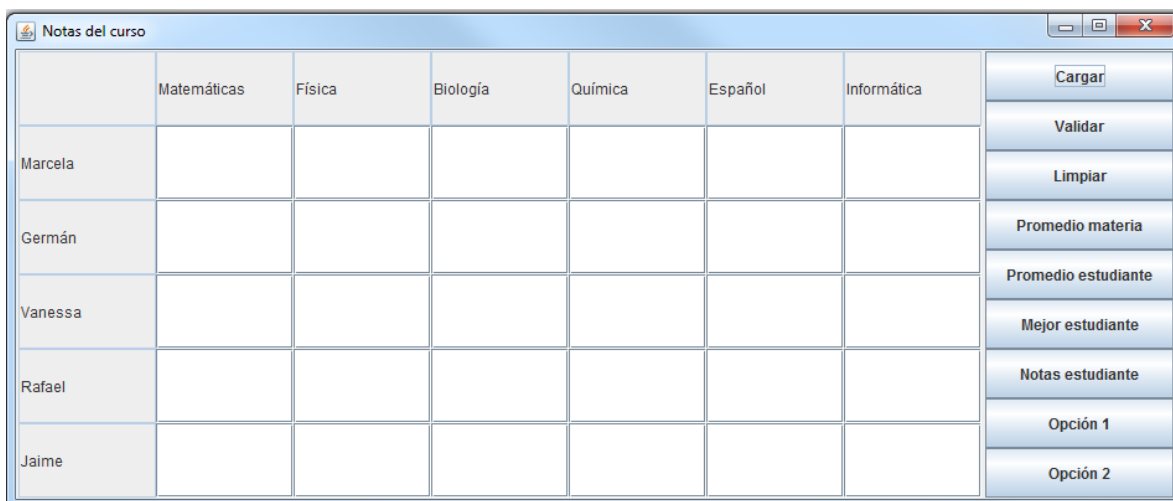 Notas del curso
Matemáticas Física Biología Química Español Informática
Marcela
Germán
Vanessa
Rafael
Jaime
Cargar
Validar
Limpiar
Promedio materia
Promedio estudiante
Mejor estudiante
Notas estudiante
Opción 1
Opción 2